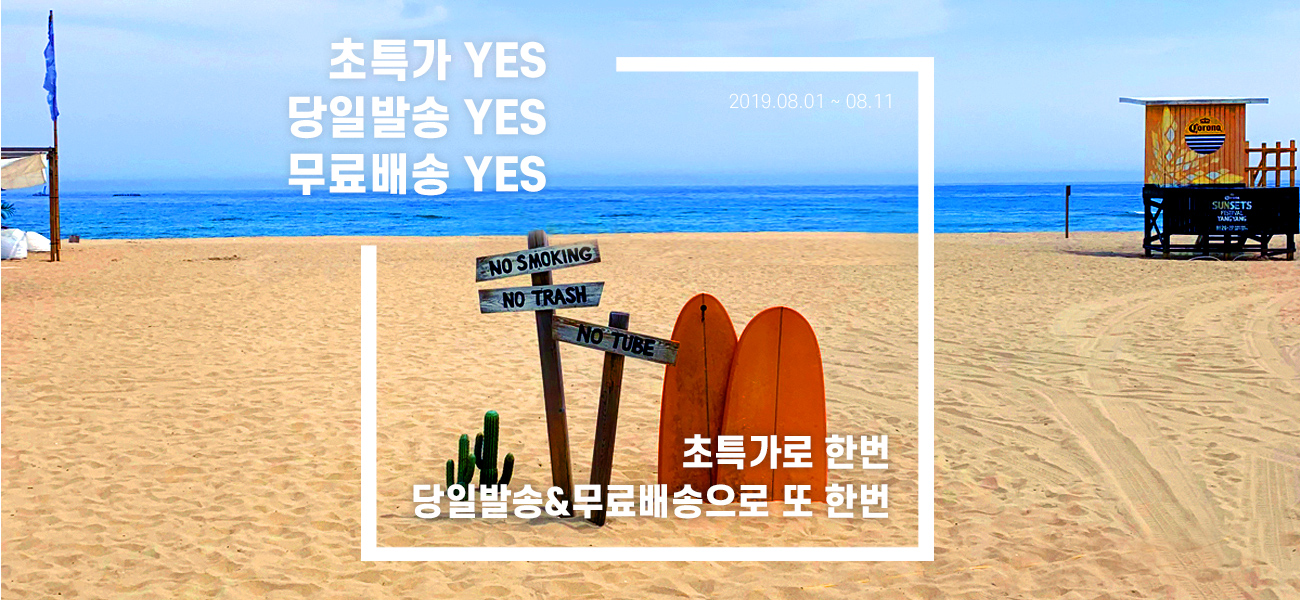 초특가 YES
당일발송 YES
무료배송 YES
2019.08.01 ~ 08.11
Corona
SUNSETS
FESTIVAL
YANGYANG
NO SMOKING
NO TRASH
NO TUBE
초특가로 한번
당일발송&무료배송으로 또 한번